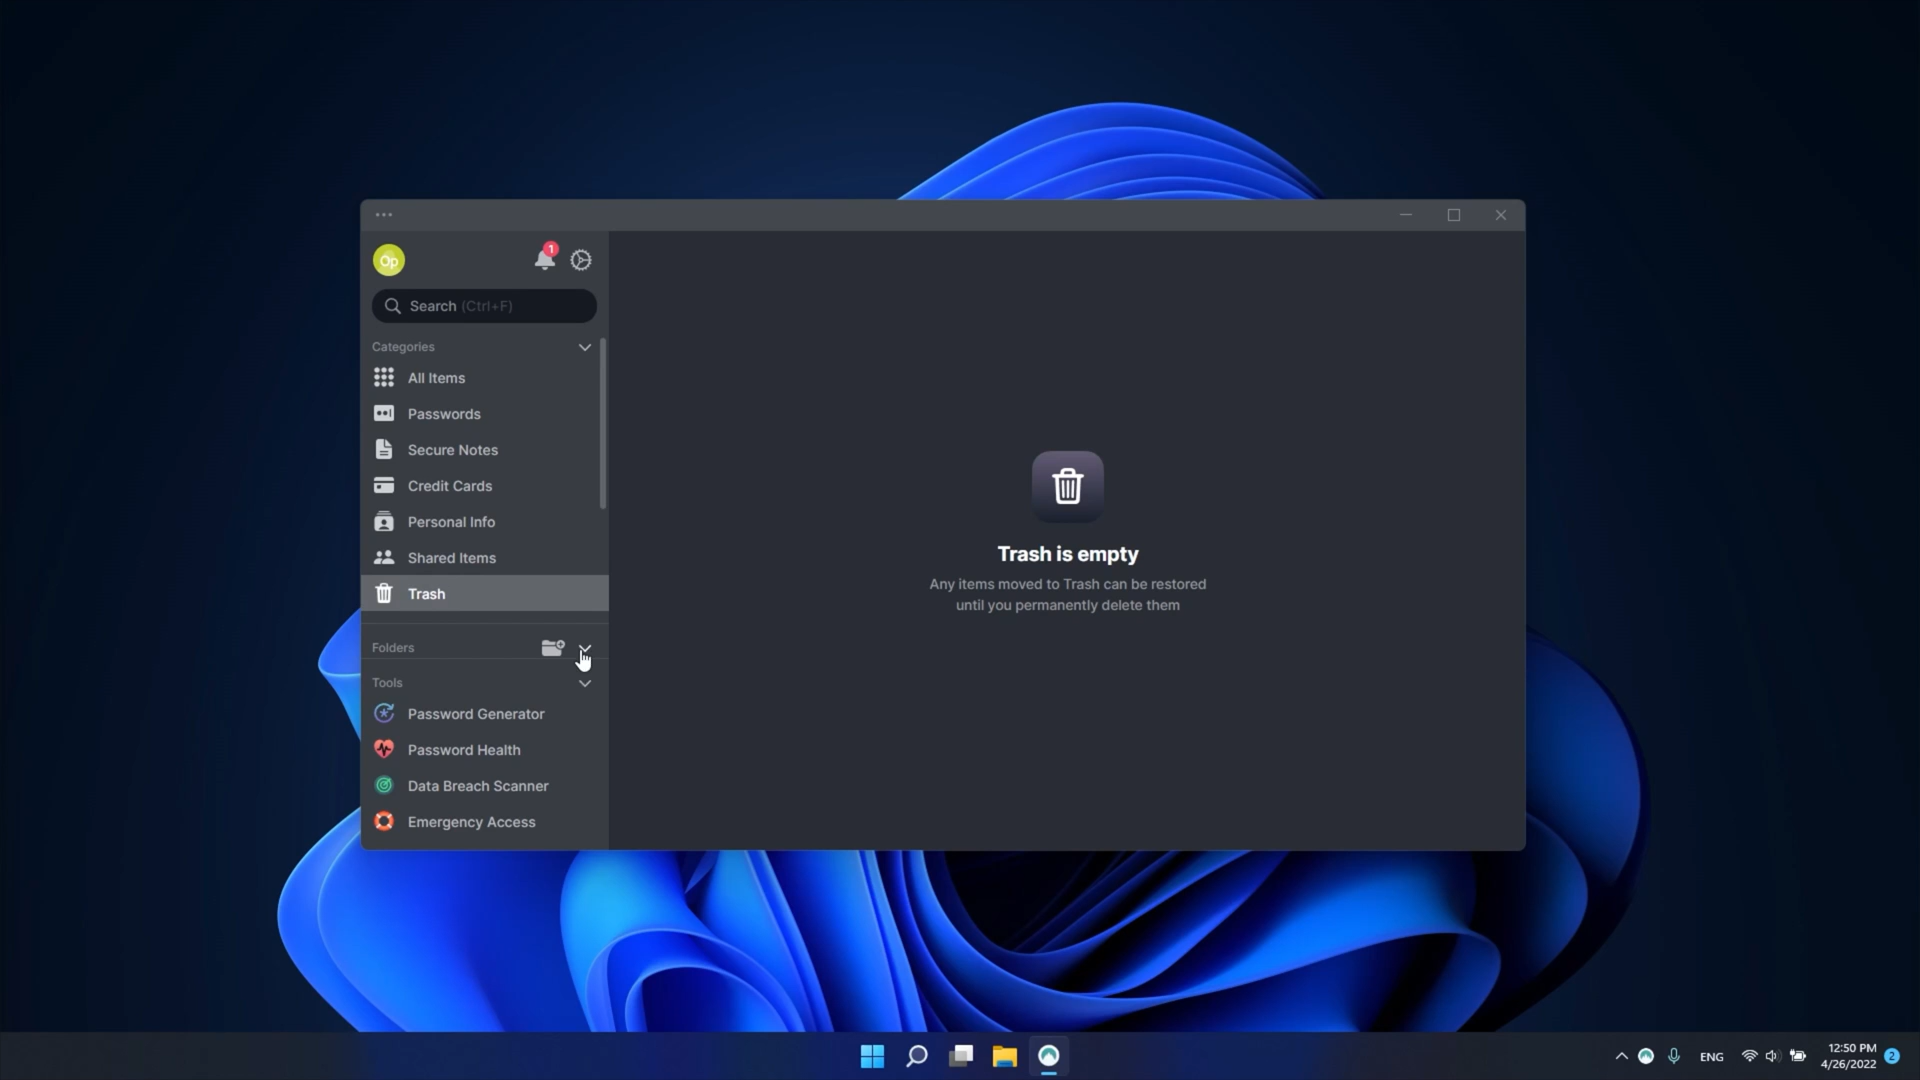 Op
1
Search (Ctrl+F)
Categories
All Items
Passwords
Secure Notes
Credit Cards
Personal Info
Shared Items
Trash
Folders
Tools
Password Generator
Password Health
Data Breach Scanner
Emergency Access
Trash is empty
Any items moved to Trash can be restored
until you permanently delete them
ENG
12:50 PM
4/26/2022
2